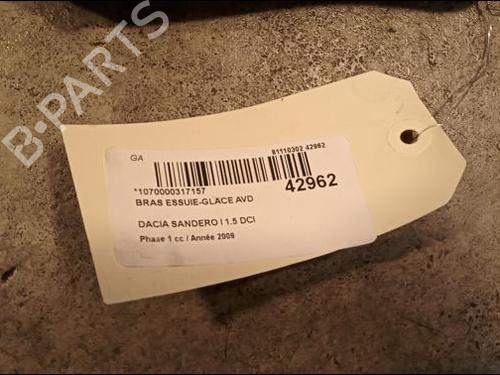 B-PARTS
GA
81110302 42962
*1070000317157
42962
BRAS ESSUIE-GLACE AVD
DACIA SANDERO I 1.5 DCI
Phase 1 cc / Année 2009